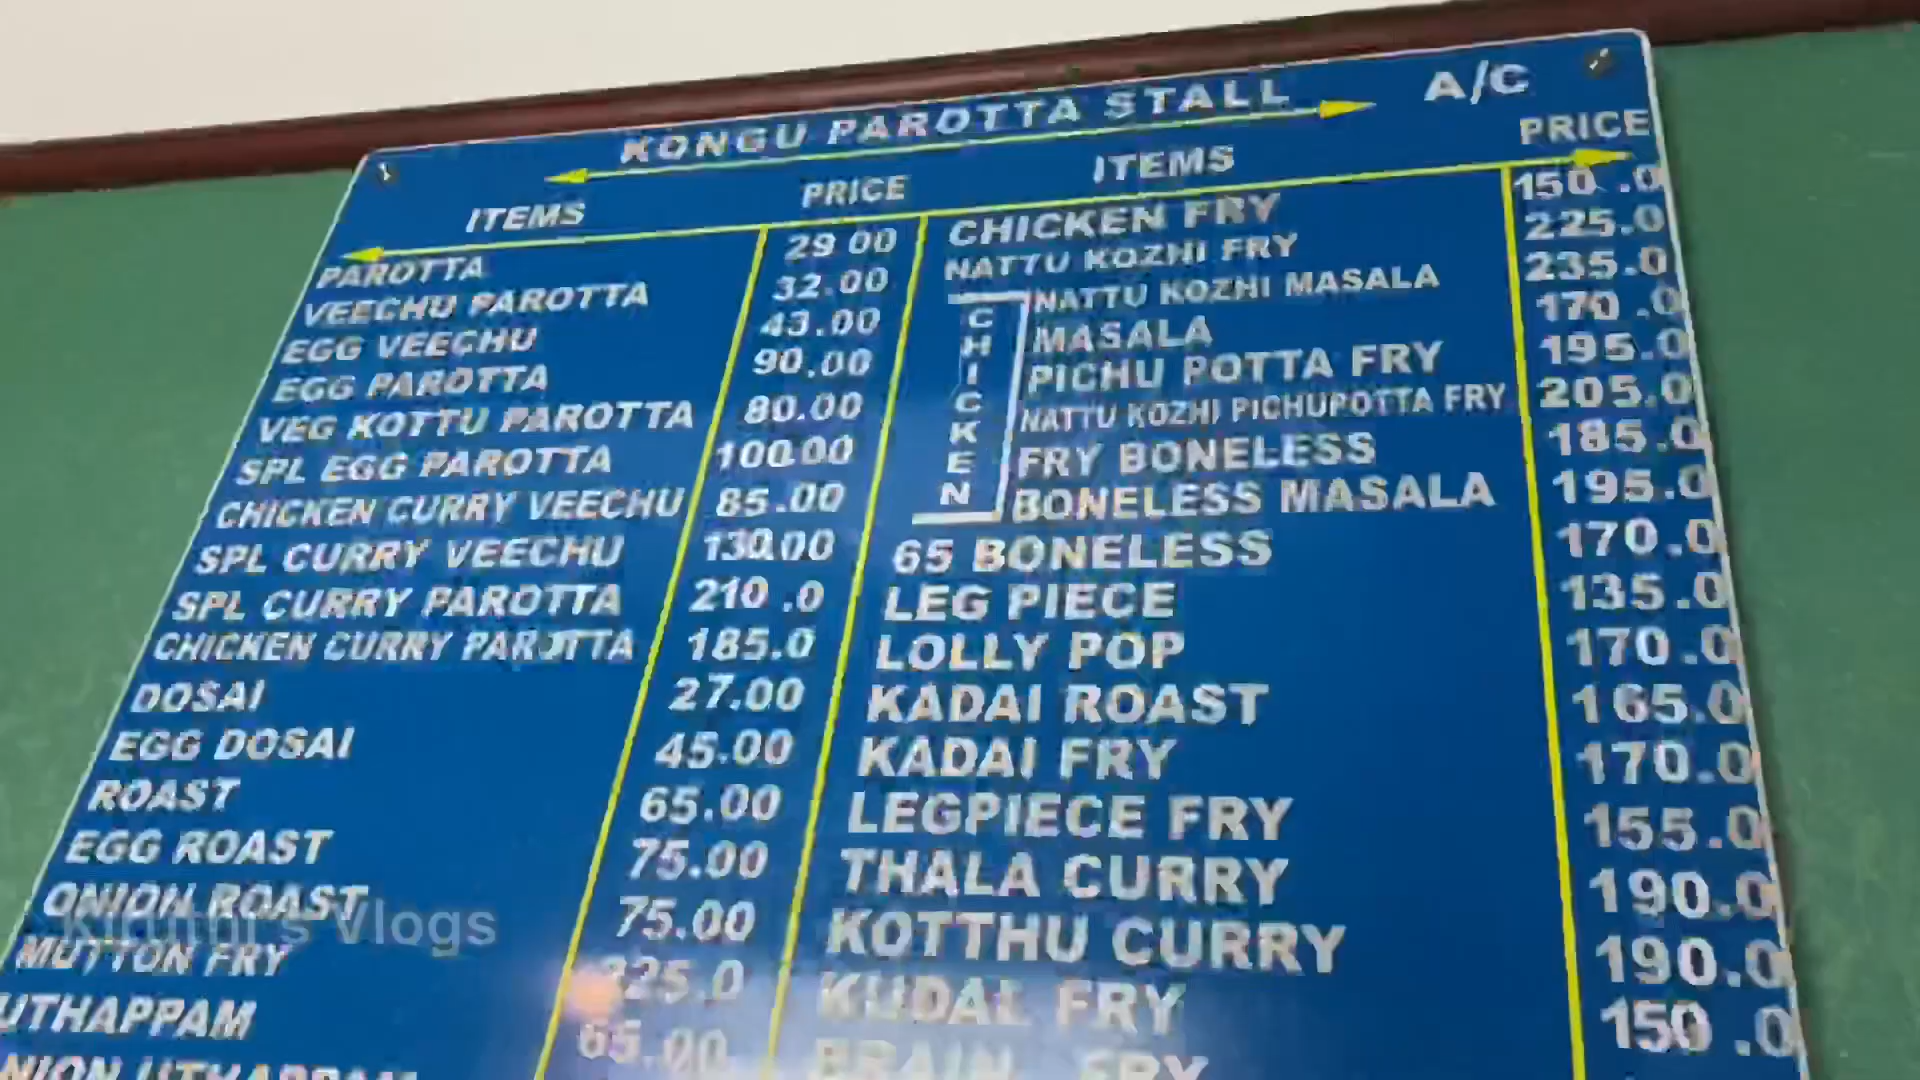 KONGU PAROTTA STALL A/C
ITEMS PRICE ITEMS PRICE
PAROTTA 29 00
VEECHU PAROTTA 32.00
EGG VEECHU 43.00
EGG PAROTTA 90.00
VEG KOTTU PAROTTA 80.00
SPL EGG PAROTTA 100.00
CHICKEN CURRY VEECHU 85.00
SPL CURRY VEECHU 130.00
SPL CURRY PAROTTA 210 .0
CHICKEN CURRY PAROTTA 185.0
DOSAI 27.00
EGG DOSAI 45.00
ROAST 65.00
EGG ROAST 75.00
ONION ROAST 75.00
MUTTON FRY 225.0
UTHAPPAM 65.00
CHICKEN FRY 150 .0
NATTU KOZHI FRY 225.0
CHICKEN
NATTU KOZHI MASALA 235.0
MASALA 170 .0
PICHU POTTA FRY 195.0
NATTU KOZHI PICHUPOTTA FRY 205.0
FRY BONELESS 185.0
BONELESS MASALA 195.0
65 BONELESS 170.0
LEG PIECE 135.0
LOLLY POP 170.0
KADAI ROAST 165.0
KADAI FRY 170.0
LEGPIECE FRY 155.0
THALA CURRY 190.0
KOTTHU CURRY 190.0
KUDAL FRY 150 .0
BRAIN FRY
Vlogs